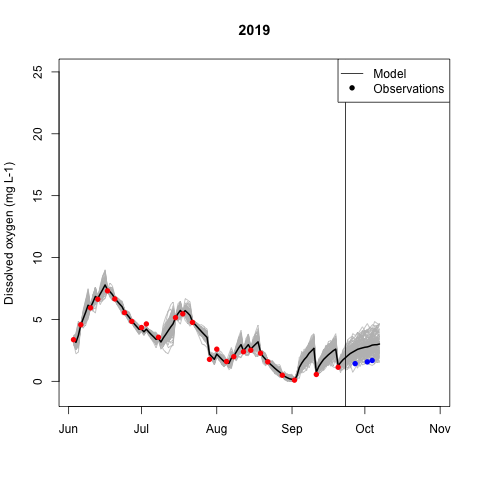 2019
Model
Observations
Dissolved oxygen (mg L-1)
25
20
15
10
5
0
Jun Jul Aug Sep Oct Nov